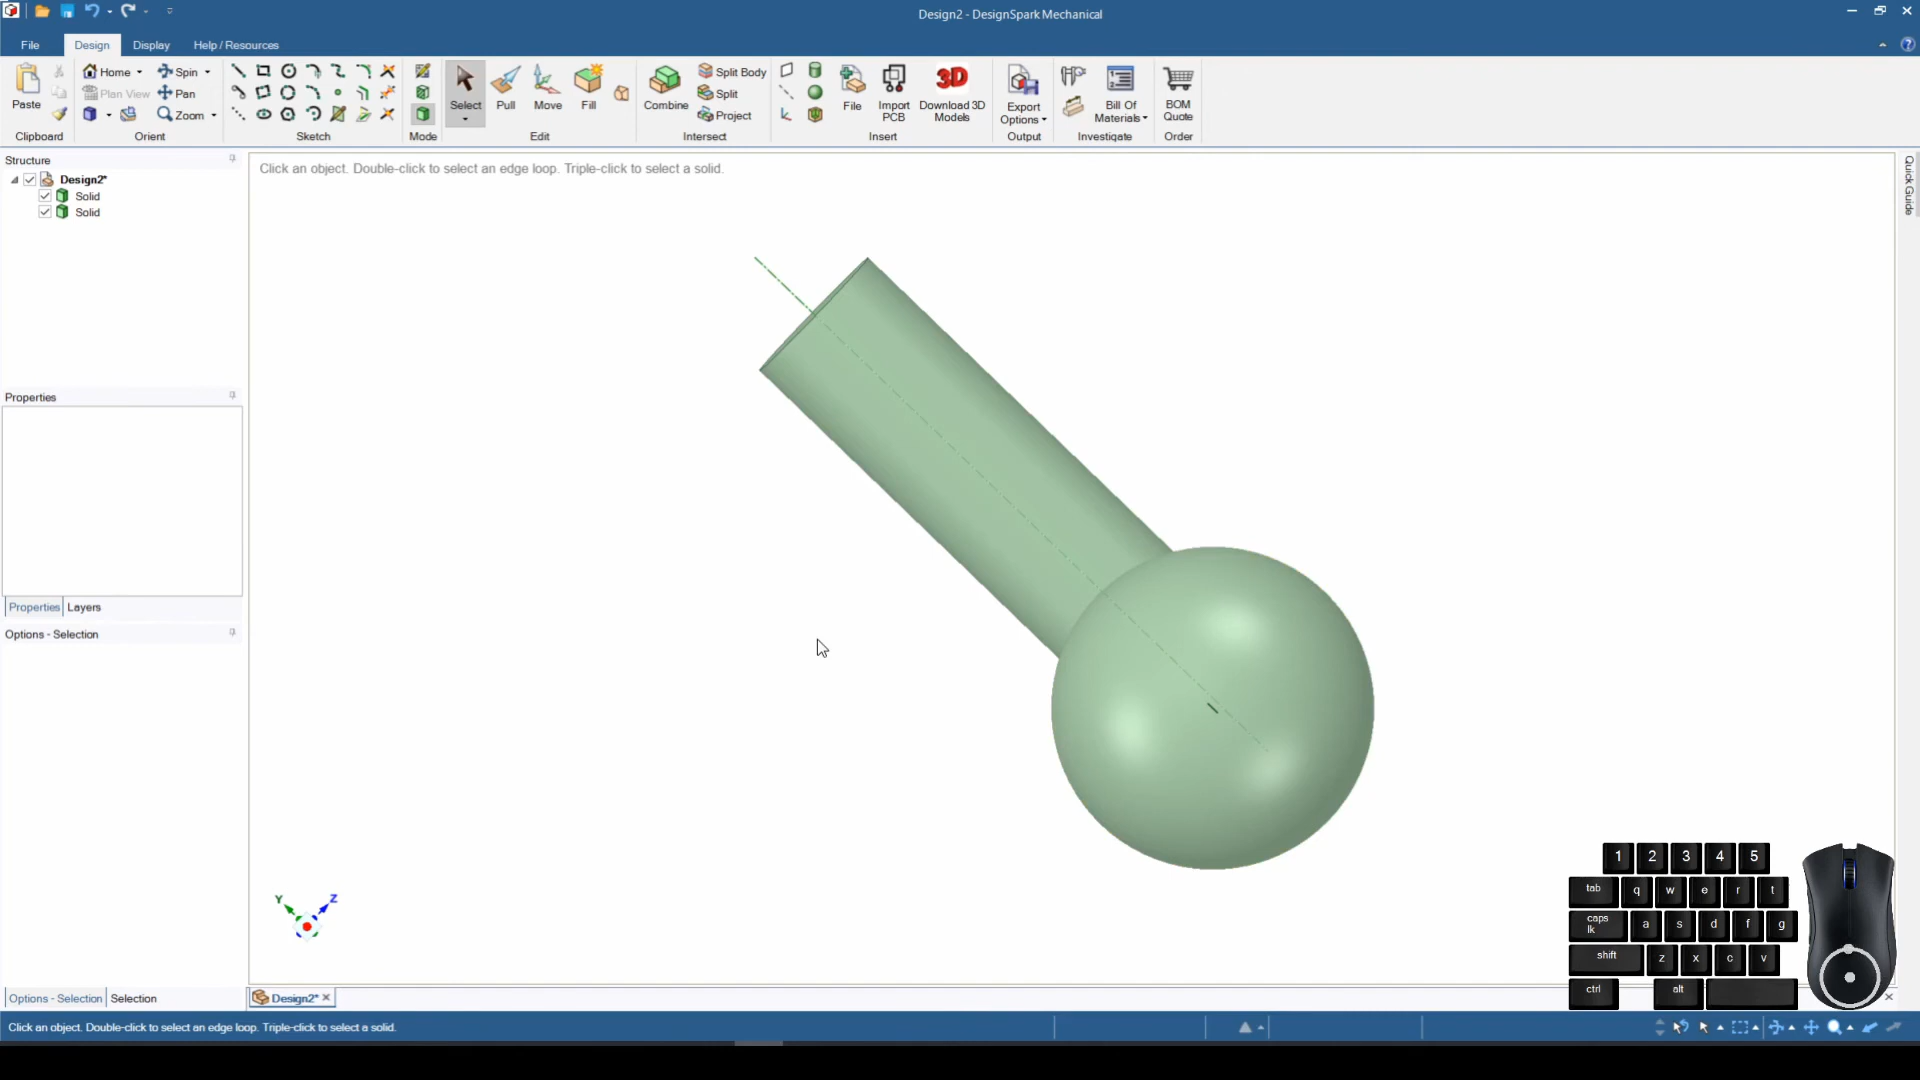 Design2 - DesignSpark Mechanical
File Design Display Help / Resources
Paste
Home
Plan View
Spin
Pan
Zoom
Select
Pull
Move
Fill
Combine
Split Body
Split
Project
File
Import PCB
Download 3D Models
3D
Export Options
Bill Of Materials
BOM Quote
Clipboard Orient Sketch Mode Edit Intersect Insert Output Investigate Order
Structure
Design2*
Solid
Solid
Click an object. Double-click to select an edge loop. Triple-click to select a solid.
Quick Guide
Properties
Properties Layers
Options - Selection
Y Z
1 2 3 4 5
tab q w e r t
caps lk a s d f g
shift z x c v
ctrl alt
Options - Selection Selection
Design2*
Click an object. Double-click to select an edge loop. Triple-click to select a solid.